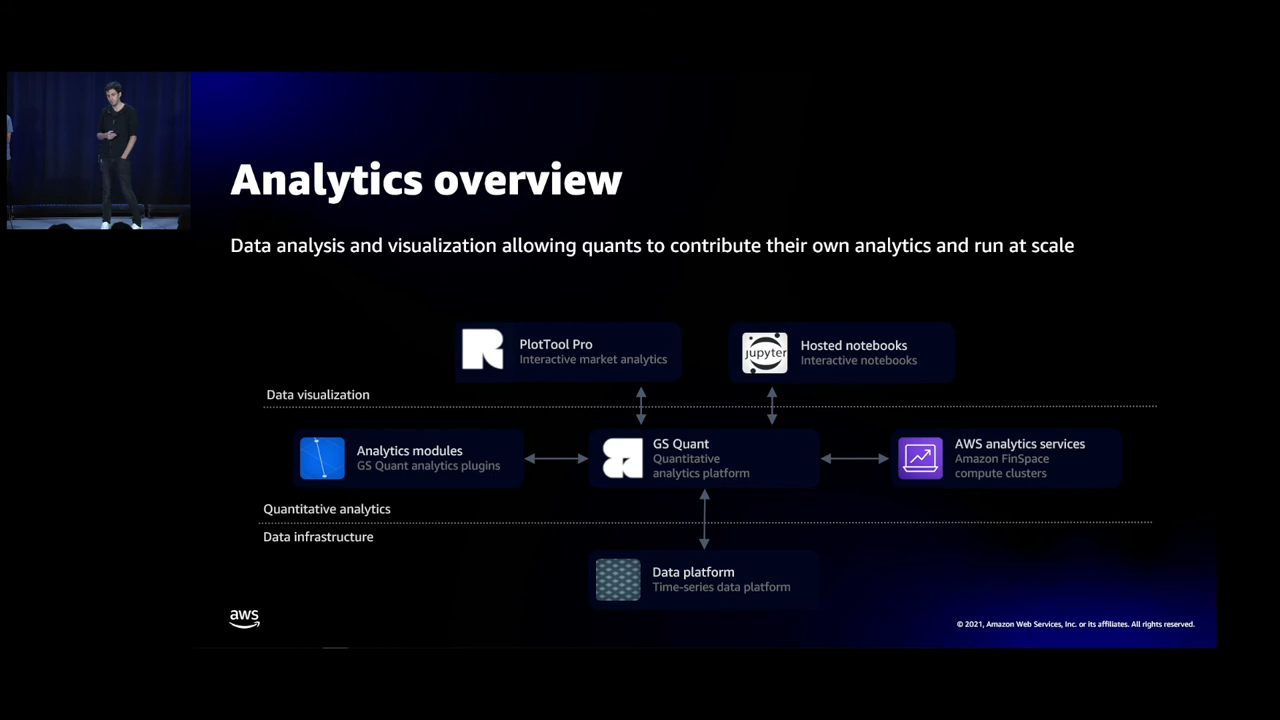 Analytics overview
Data analysis and visualization allowing quants to contribute their own analytics and run at scale
PlotTool Pro
Interactive market analytics
jupyter
Hosted notebooks
Interactive notebooks
Data visualization
Analytics modules
GS Quant analytics plugins
GS Quant
Quantitative
analytics platform
AWS analytics services
Amazon FinSpace
compute clusters
Quantitative analytics
Data infrastructure
Data platform
Time-series data platform
aws
© 2021, Amazon Web Services, Inc. or its affiliates. All rights reserved.